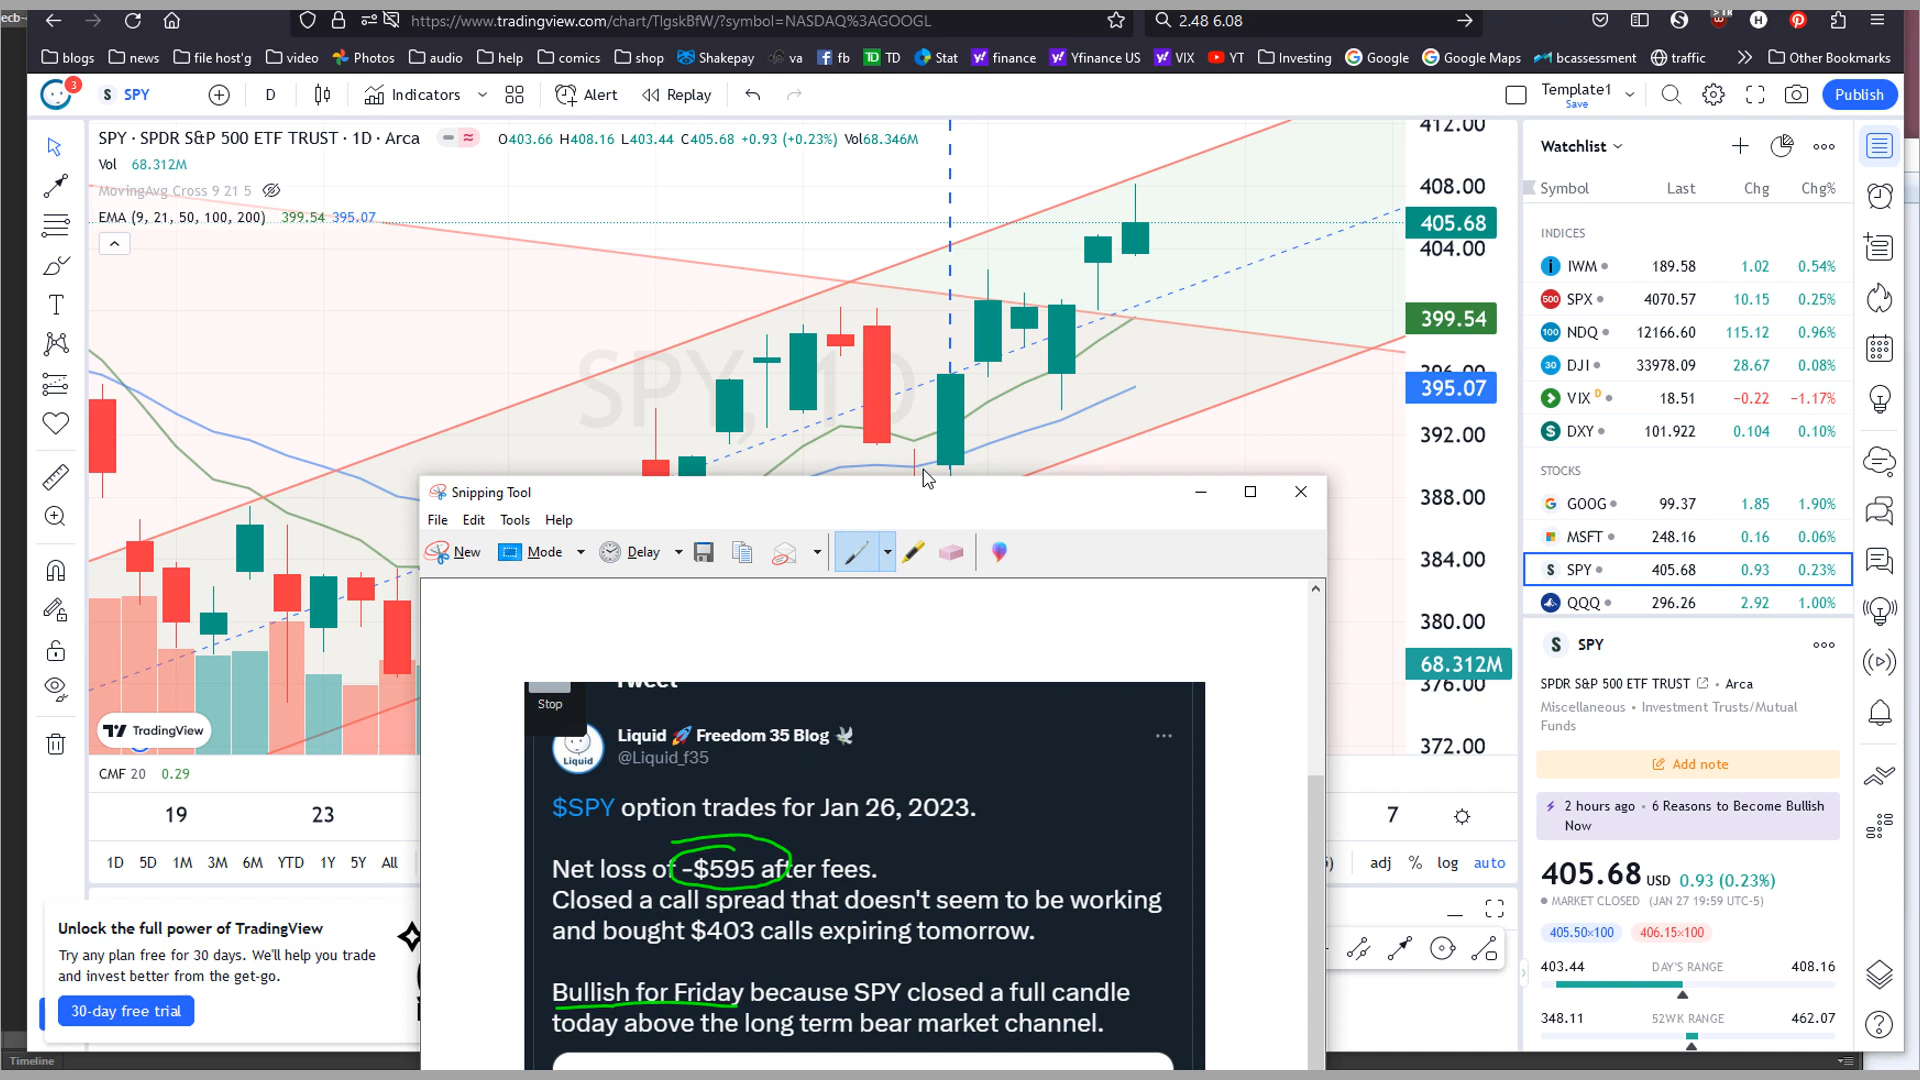 https://www.tradingview.com/chart/TlgskBfW/?symbol=NASDAQ%3AGOOGL
2.48 6.08
blogs news file host'g video Photos audio help comics shop Shakepay va fb TD Stat finance Yfinance US VIX YT Investing Google Google Maps bcassessment traffic Other Bookmarks
3 S SPY D Indicators Alert Replay Template1 Save Publish
SPY · SPDR S&P 500 ETF TRUST · 1D · Arca O403.66 H408.16 L403.44 C405.68 +0.93 (+0.23%) Vol68.346M
Vol 68.312M
MovingAvg Cross 9 21 5
EMA (9, 21, 50, 100, 200) 399.54 395.07
SPY, 1D
412.00
408.00
405.68
404.00
399.54
396.00
395.07
392.00
388.00
384.00
380.00
68.312M
376.00
372.00
TradingView
CMF 20 0.29
19 23 7
1D 5D 1M 3M 6M YTD 1Y 5Y All adj % log auto
Unlock the full power of TradingView
Try any plan free for 30 days. We'll help you trade
and invest better from the get-go.
30-day free trial
Timeline
Snipping Tool
File Edit Tools Help
New Mode Delay
Stop
Liquid 🚀 Freedom 35 Blog 🕊
@Liquid_f35
Liquid
$SPY option trades for Jan 26, 2023.
Net loss of -$595 after fees.
Closed a call spread that doesn't seem to be working
and bought $403 calls expiring tomorrow.
Bullish for Friday because SPY closed a full candle
today above the long term bear market channel.
Watchlist
Symbol Last Chg Chg%
INDICES
IWM 189.58 1.02 0.54%
SPX 4070.57 10.15 0.25%
NDQ 12166.60 115.12 0.96%
DJI 33978.09 28.67 0.08%
VIX D 18.51 −0.22 −1.17%
DXY 101.922 0.104 0.10%
STOCKS
GOOG 99.37 1.85 1.90%
MSFT 248.16 0.16 0.06%
SPY 405.68 0.93 0.23%
QQQ 296.26 2.92 1.00%
S SPY
SPDR S&P 500 ETF TRUST • Arca
Miscellaneous • Investment Trusts/Mutual
Funds
Add note
2 hours ago • 6 Reasons to Become Bullish
Now
405.68 USD 0.93 (0.23%)
MARKET CLOSED (JAN 27 19:59 UTC-5)
405.50×100 406.15×100
403.44 DAY'S RANGE 408.16
348.11 52WK RANGE 462.07